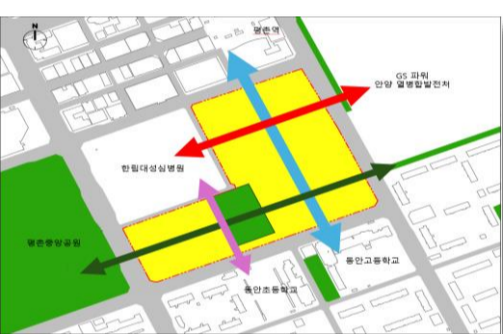 N
평촌역
GS 파워
안양 열병합발전처
한림대성심병원
평촌중앙공원
동안고등학교
동안초등학교